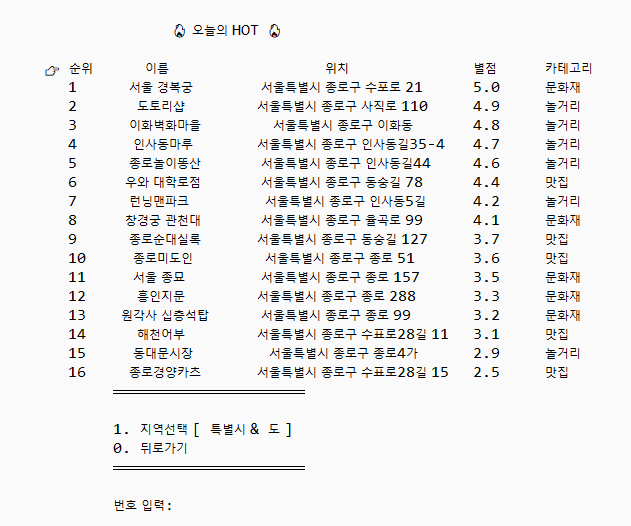 🔥 오늘의 HOT 🔥
👉 순위 이름 위치 별점 카테고리
1 서울 경복궁 서울특별시 종로구 수포로 21 5.0 문화재
2 도토리샵 서울특별시 종로구 사직로 110 4.9 놀거리
3 이화벽화마을 서울특별시 종로구 이화동 4.8 놀거리
4 인사동마루 서울특별시 종로구 인사동길35-4 4.7 놀거리
5 종로놀이똥산 서울특별시 종로구 인사동길44 4.6 놀거리
6 우와 대학로점 서울특별시 종로구 동숭길 78 4.4 맛집
7 런닝맨파크 서울특별시 종로구 인사동5길 4.2 놀거리
8 창경궁 관천대 서울특별시 종로구 율곡로 99 4.1 문화재
9 종로순대실록 서울특별시 종로구 동숭길 127 3.7 맛집
10 종로미도인 서울특별시 종로구 종로 51 3.6 맛집
11 서울 종묘 서울특별시 종로구 종로 157 3.5 문화재
12 흥인지문 서울특별시 종로구 종로 288 3.3 문화재
13 원각사 십층석탑 서울특별시 종로구 종로 99 3.2 문화재
14 해천어부 서울특별시 종로구 수표로28길 11 3.1 맛집
15 동대문시장 서울특별시 종로구 종로4가 2.9 놀거리
16 종로경양카츠 서울특별시 종로구 수표로28길 15 2.5 맛집
1. 지역선택 [ 특별시 & 도 ]
0. 뒤로가기
번호 입력: